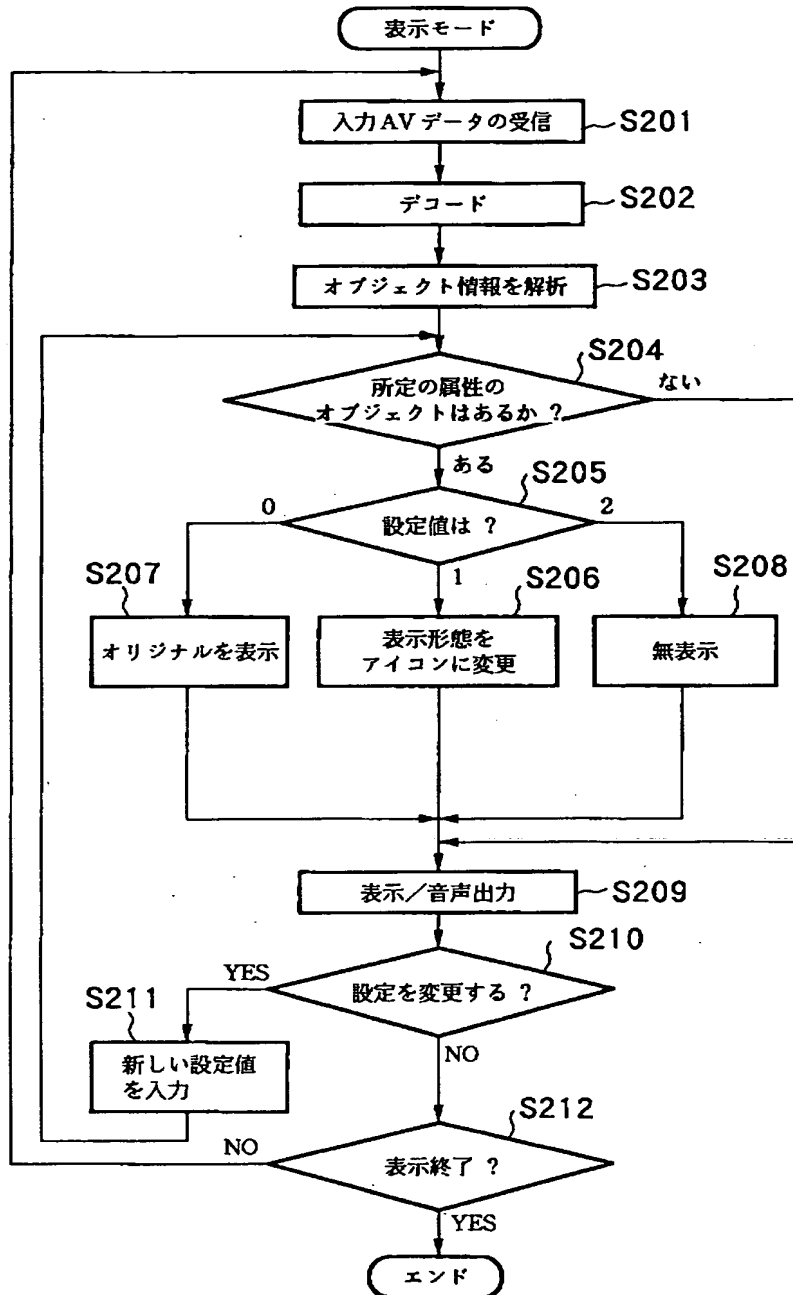 表示モード
入力AVデータの受信
S201
デコード
S202
オブジェクト情報を解析
S203
S204
所定の属性の
オブジェクトはあるか ?
ない
ある
S205
0
設定値は ?
2
1
S207
S206
S208
オリジナルを表示
表示形態を
アイコンに変更
無表示
表示/音声出力
S209
S210
YES
設定を変更する ?
S211
新しい設定値
を入力
NO
S212
NO
表示終了 ?
YES
エンド